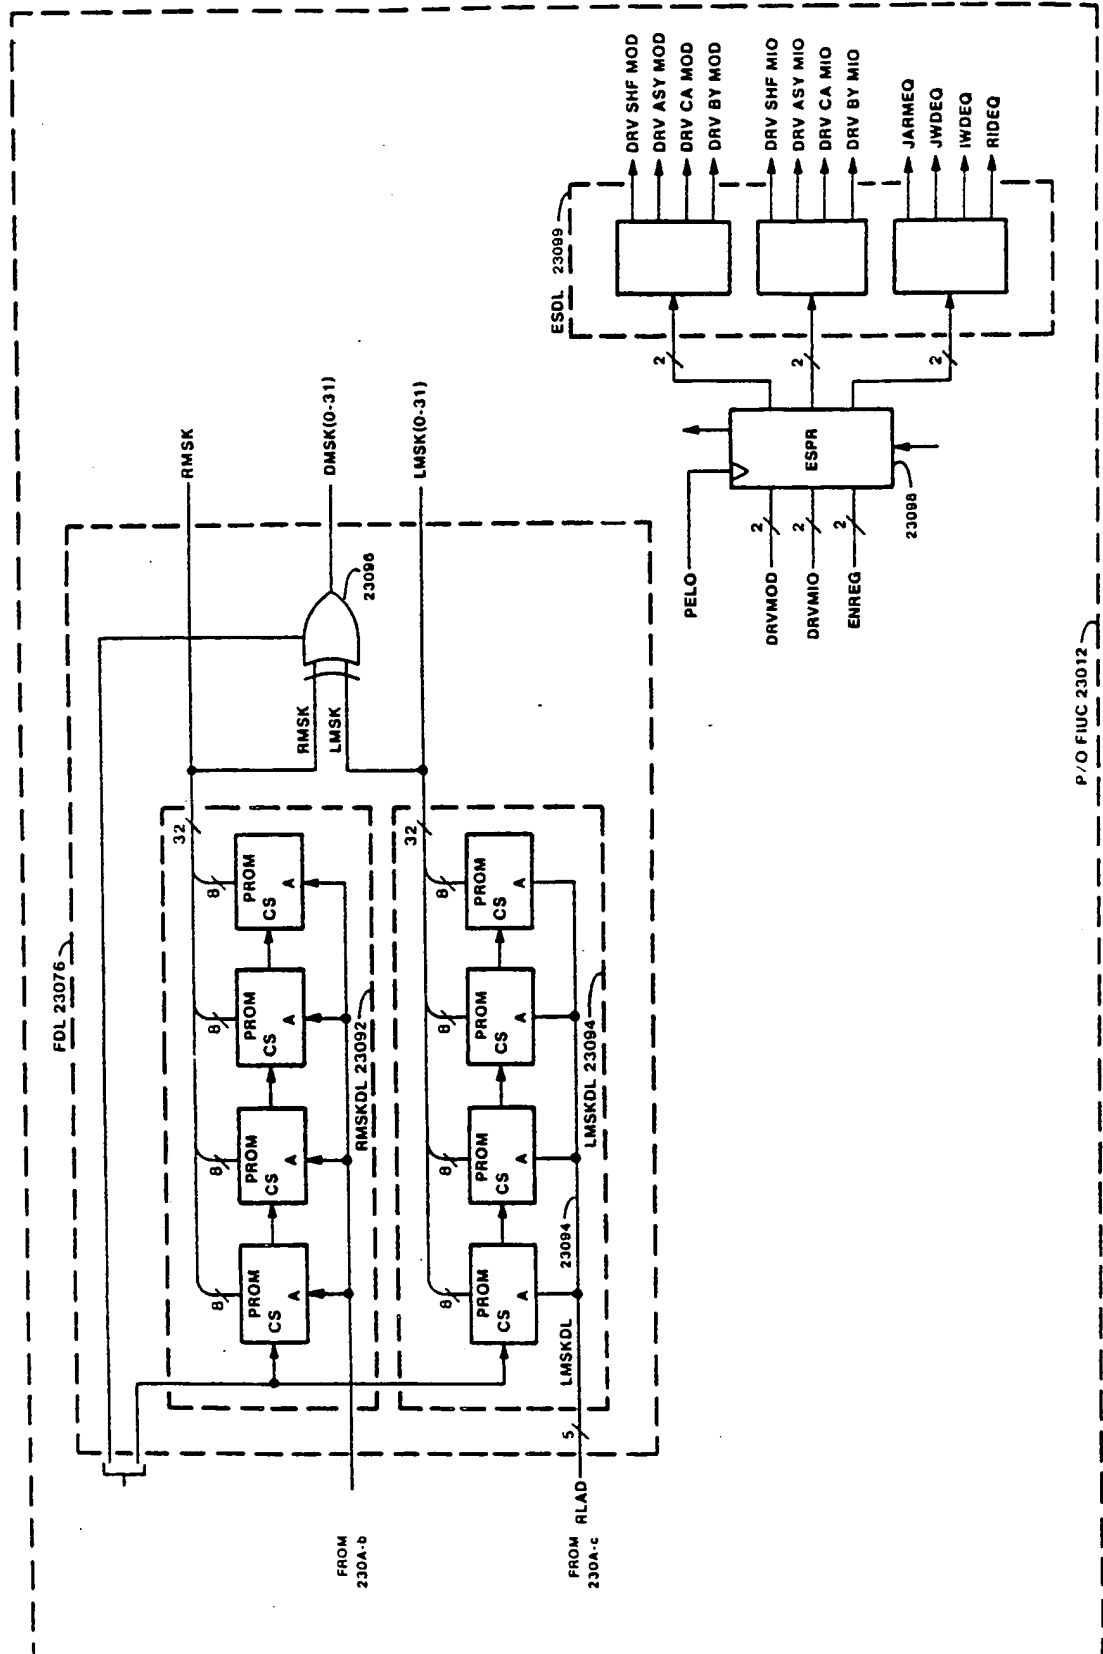 FDL 23076
RMSK
DMSK(0-31)
LMSK(0-31)
23096
RMSK
LMSK
32
8
8
8
8
PROM
CS
A
PROM
CS
A
PROM
CS
A
PROM
CS
A
RMSKDL 23092
32
8
8
8
8
PROM
CS
A
PROM
CS
A
PROM
CS
A
PROM
CS
A
LMSKDL 23094
LMSKDL
23094
5
RLAD
FROM
230A-b
FROM
230A-c
PELO
DRVMOD
DRVMIO
ENREG
2
2
2
ESPR
23098
2
2
2
ESDL 23099
DRV SHF MOD
DRV ASY MOD
DRV CA MOD
DRV BY MOD
DRV SHF MIO
DRV ASY MIO
DRV CA MIO
DRV BY MIO
JARMEQ
JWDEQ
IWDEQ
RIDEQ
P/O FIUC 23012